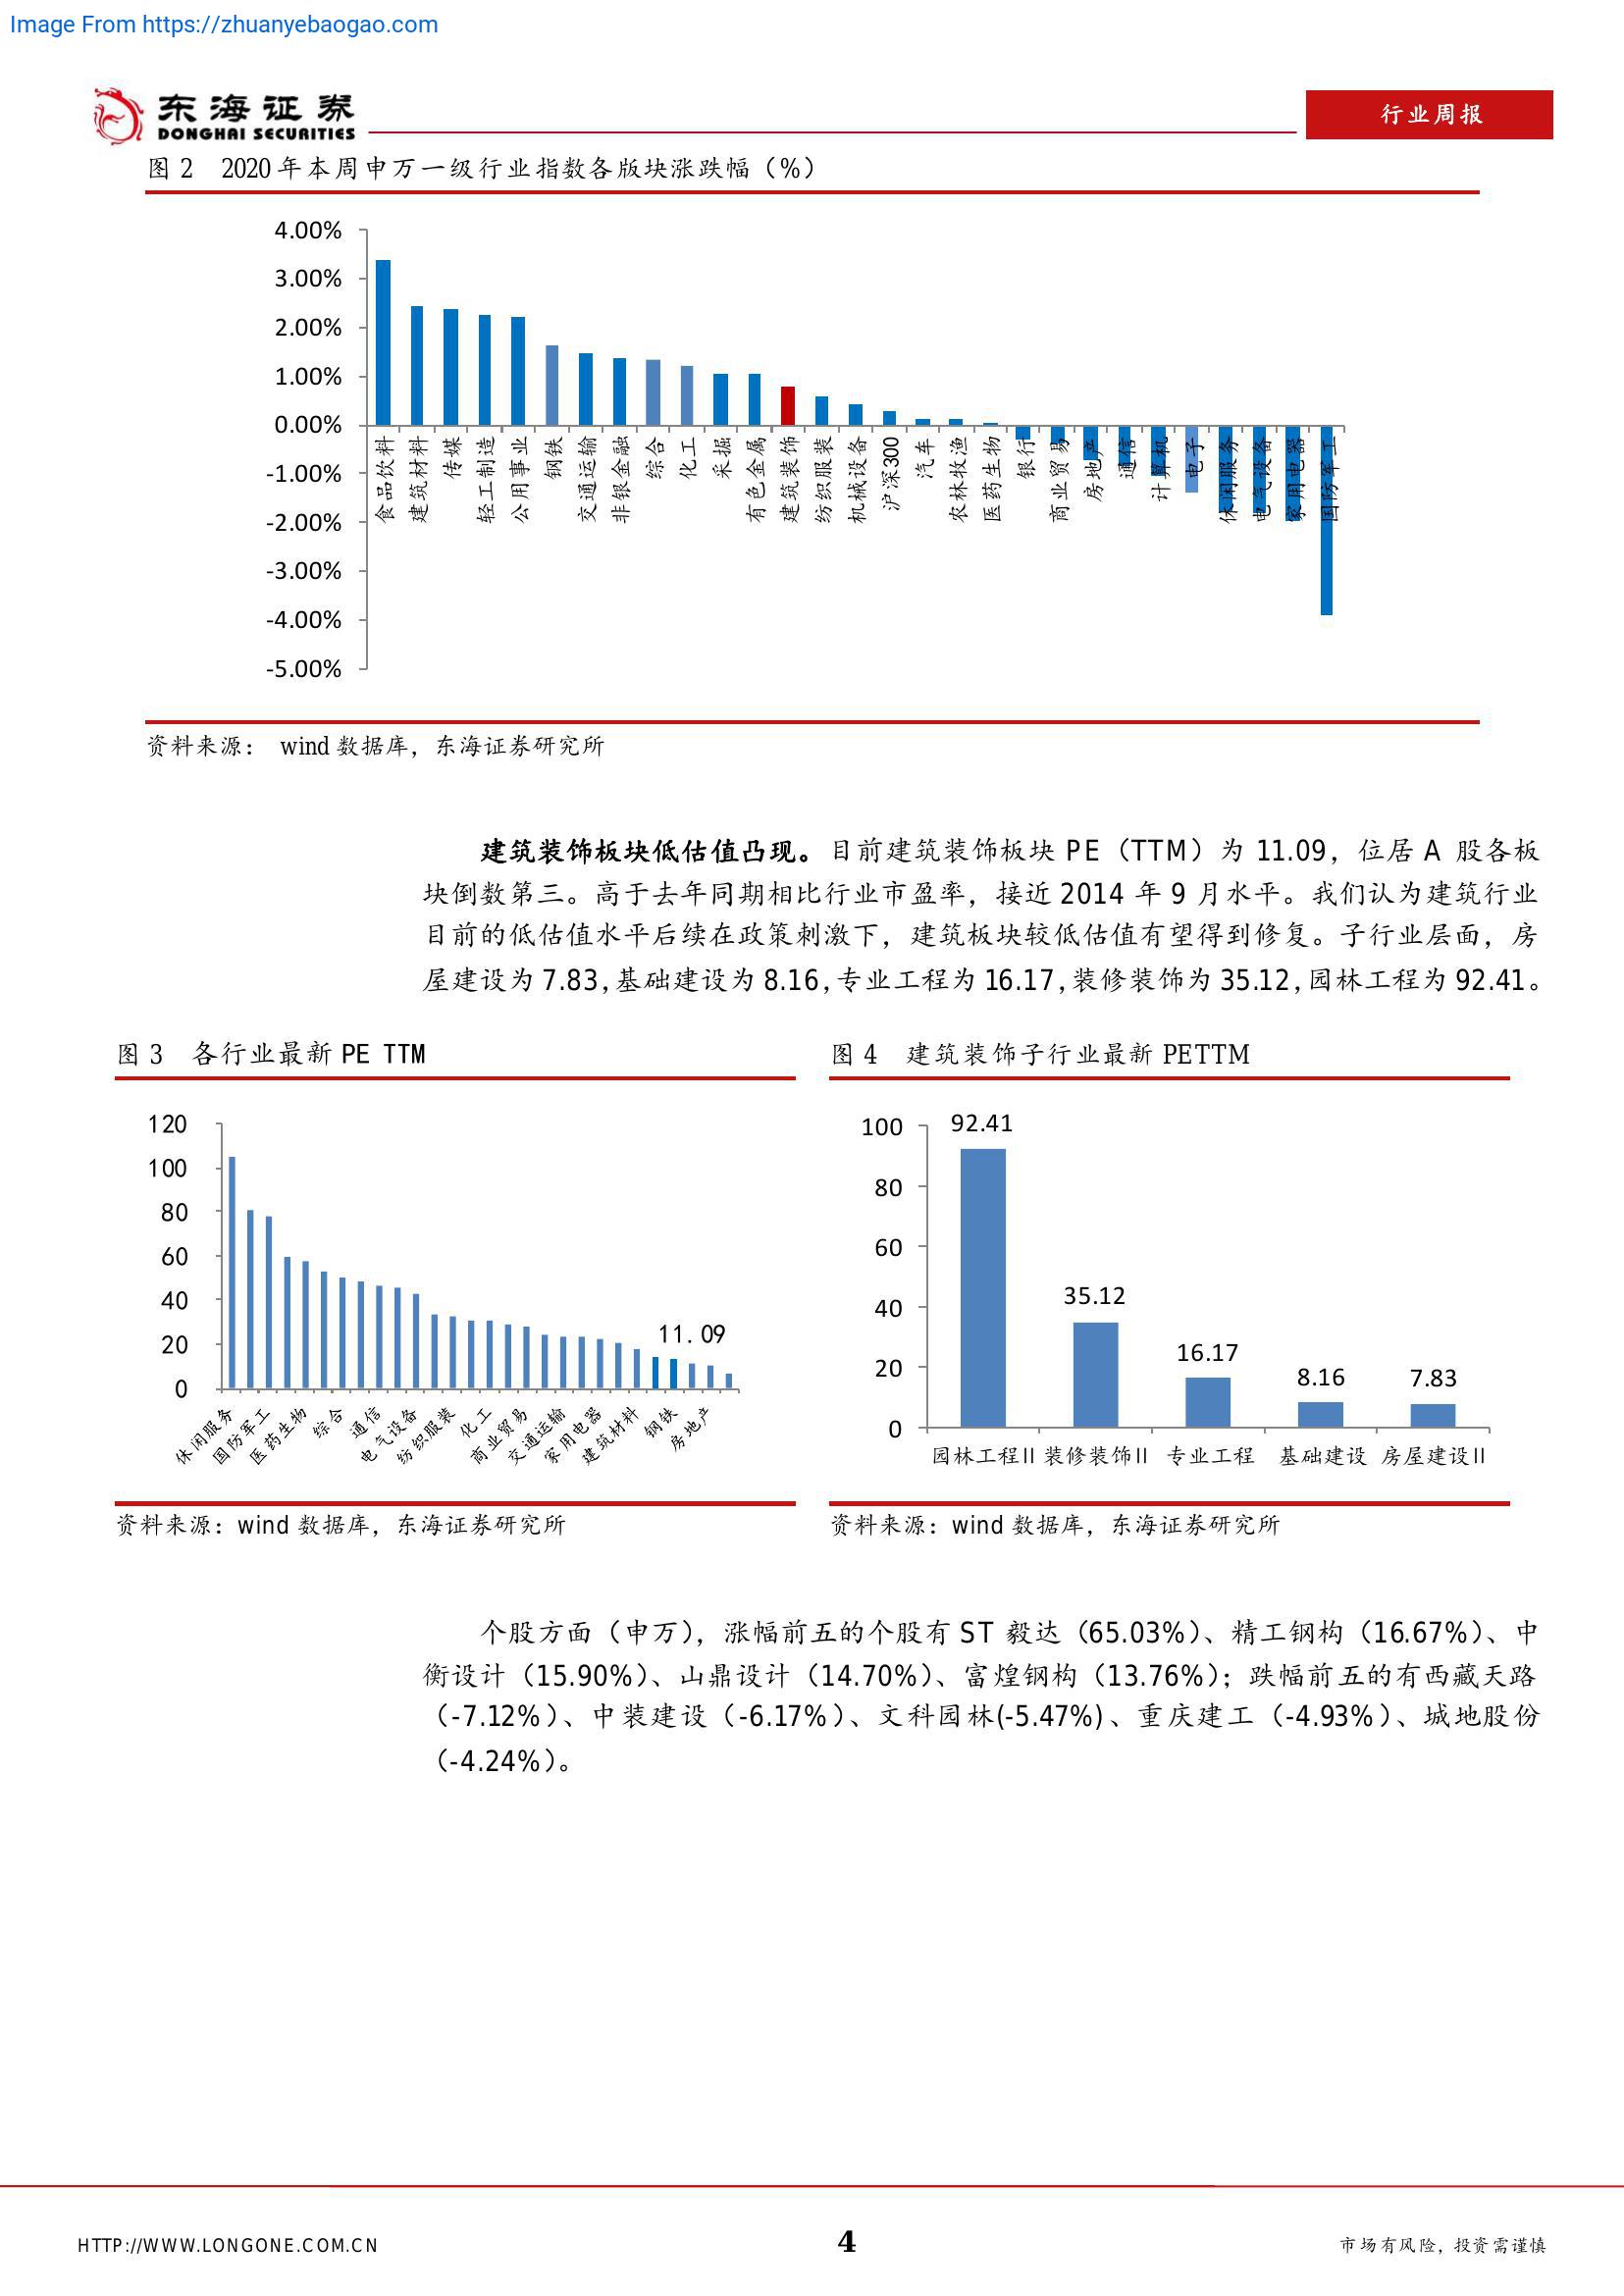 Image From https://zhuanyebaogao.com
东海证券
DONGHAI SECURITIES
行业周报
图 2 2020年本周申万一级行业指数各版块涨跌幅（%）
4.00%
3.00%
2.00%
1.00%
0.00%
-1.00%
-2.00%
-3.00%
-4.00%
-5.00%
食品饮料
建筑材料
传媒
轻工制造
公用事业
钢铁
交通运输
非银金融
综合
化工
采掘
有色金属
建筑装饰
纺织服装
机械设备
沪深300
汽车
农林牧渔
医药生物
银行
商业贸易
房地产
通信
计算机
电子
休闲服务
电气设备
家用电器
国防军工
资料来源： wind 数据库，东海证券研究所
建筑装饰板块低估值凸现。目前建筑装饰板块 PE（TTM）为 11.09，位居 A 股各板
块倒数第三。高于去年同期相比行业市盈率，接近 2014 年 9 月水平。我们认为建筑行业
目前的低估值水平后续在政策刺激下，建筑板块较低估值有望得到修复。子行业层面，房
屋建设为 7.83,基础建设为 8.16,专业工程为 16.17,装修装饰为 35.12,园林工程为 92.41。
图 3 各行业最新 PE TTM
120
100
80
60
40
20
0
11.09
休闲服务
国防军工
医药生物
综合
通信
电气设备
纺织服装
化工
商业贸易
交通运输
家用电器
建筑材料
钢铁
房地产
资料来源：wind 数据库，东海证券研究所
图 4 建筑装饰子行业最新 PETTM
100
80
60
40
20
0
92.41
35.12
16.17
8.16
7.83
园林工程II 装修装饰II 专业工程 基础建设 房屋建设II
资料来源：wind 数据库，东海证券研究所
个股方面（申万），涨幅前五的个股有 ST 毅达（65.03%）、精工钢构（16.67%）、中
衡设计（15.90%）、山鼎设计（14.70%）、富煌钢构（13.76%）；跌幅前五的有西藏天路
（-7.12%）、中装建设（-6.17%）、文科园林(-5.47%)、重庆建工（-4.93%）、城地股份
（-4.24%）。
HTTP://WWW.LONGONE.COM.CN
4
市场有风险，投资需谨慎